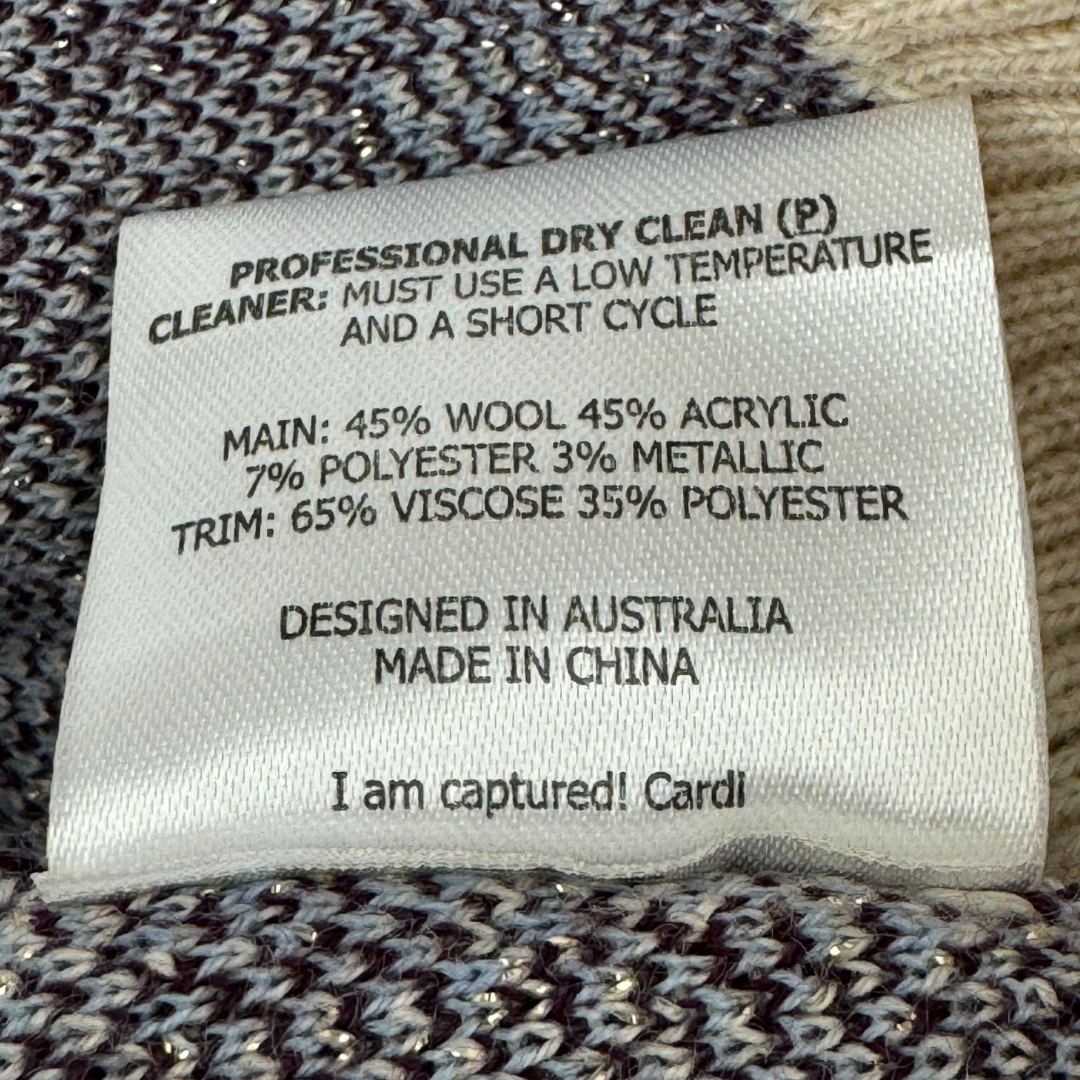 PROFESSIONAL DRY CLEAN (P)
CLEANER: MUST USE A LOW TEMPERATURE
AND A SHORT CYCLE
MAIN: 45% WOOL 45% ACRYLIC
7% POLYESTER 3% METALLIC
TRIM: 65% VISCOSE 35% POLYESTER
DESIGNED IN AUSTRALIA
MADE IN CHINA
I am captured! Cardi